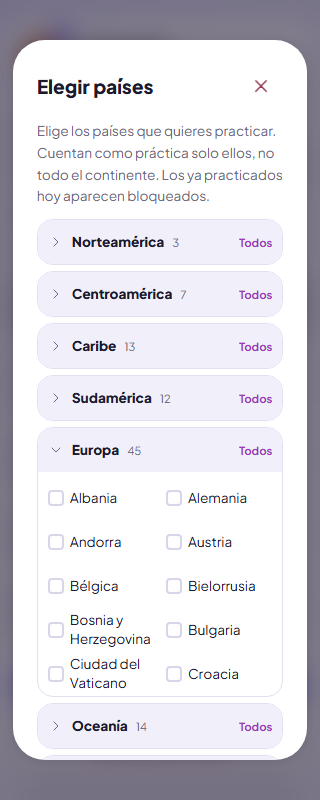 Elegir países
Elige los países que quieres practicar.
Cuentan como práctica solo ellos, no
todo el continente. Los ya practicados
hoy aparecen bloqueados.
Norteamérica 3 Todos
Centroamérica 7 Todos
Caribe 13 Todos
Sudamérica 12 Todos
Europa 45 Todos
Albania Alemania
Andorra Austria
Bélgica Bielorrusia
Bosnia y
Herzegovina Bulgaria
Ciudad del
Vaticano Croacia
Oceanía 14 Todos